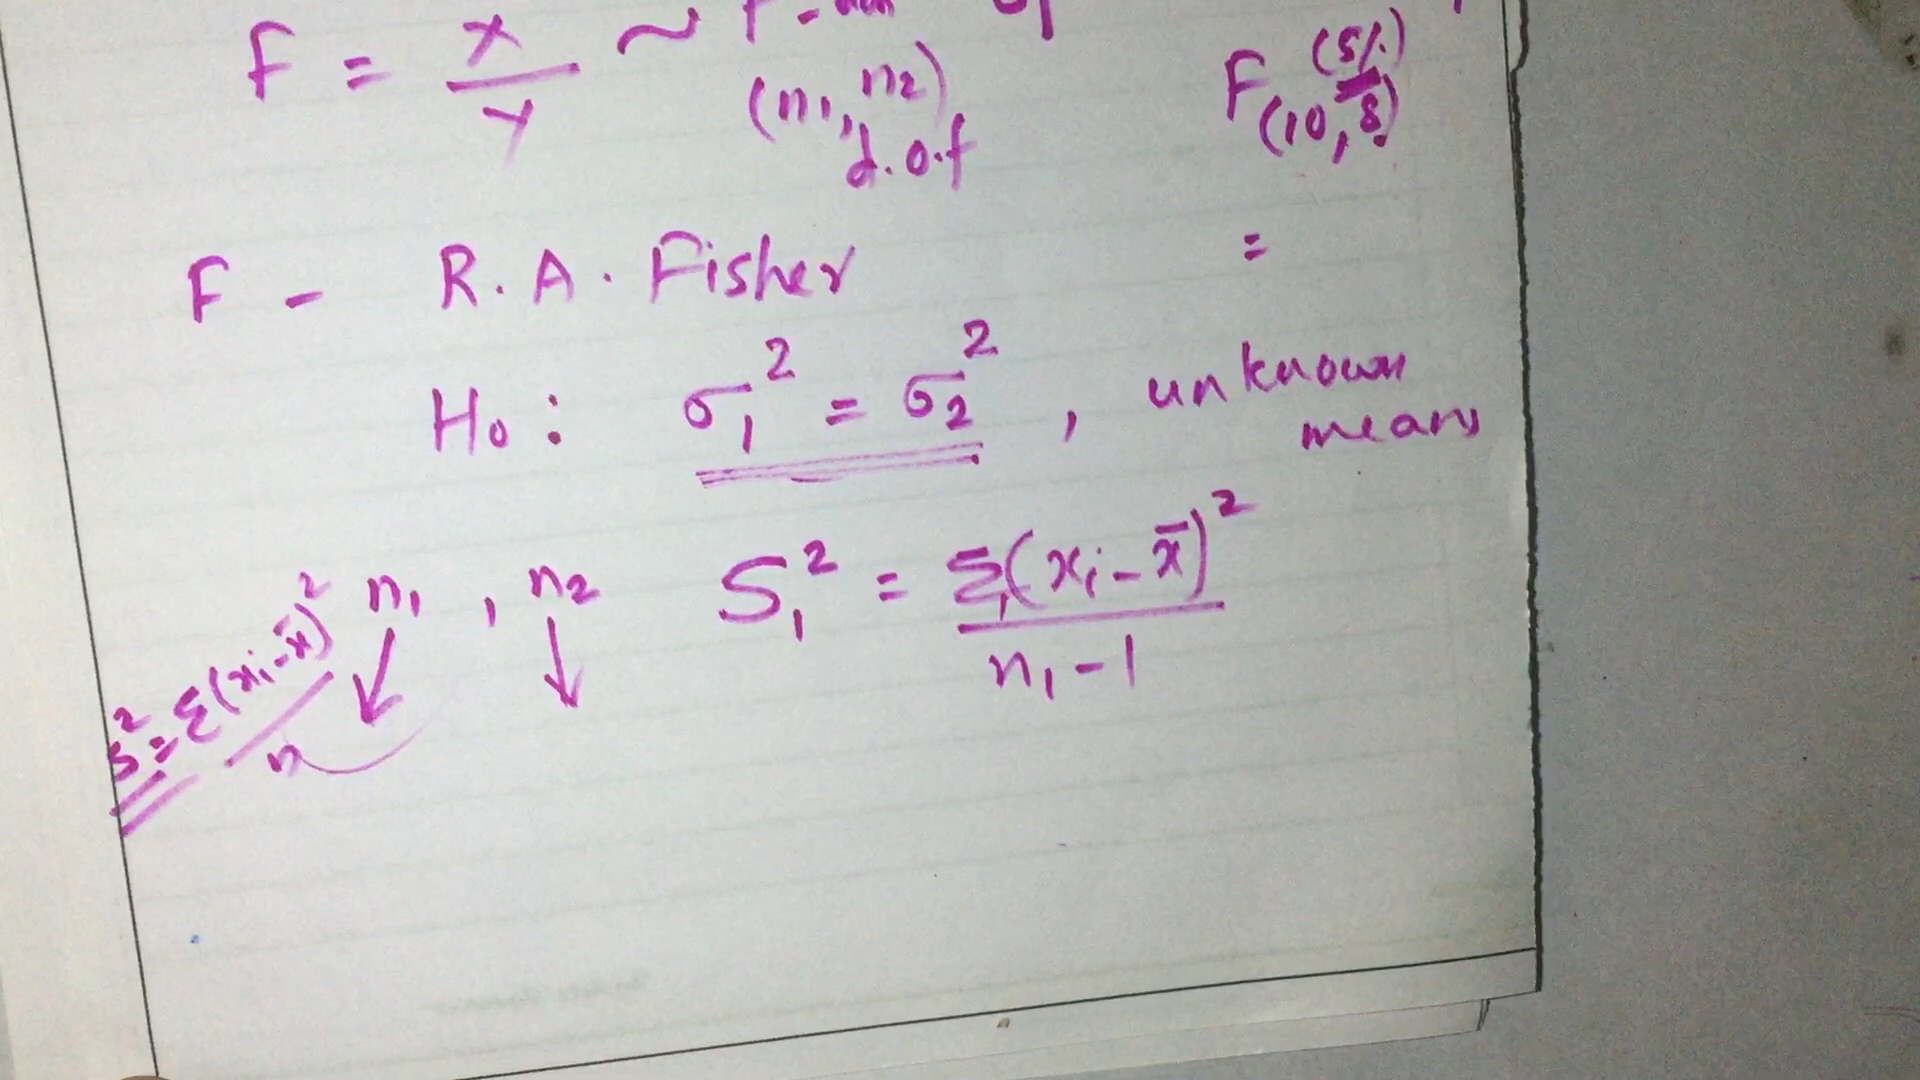 F = x/y ~ F-
(n₁, n₂) d.o.f
F(10, 8) (5%)
=
F - R.A. Fisher
H₀ : σ₁² = σ₂² , unknown means
n₁ , n₂ S₁² = Σ(xᵢ - x̄)² / n₁-1
s² = Σ(xᵢ - x̄)² / n